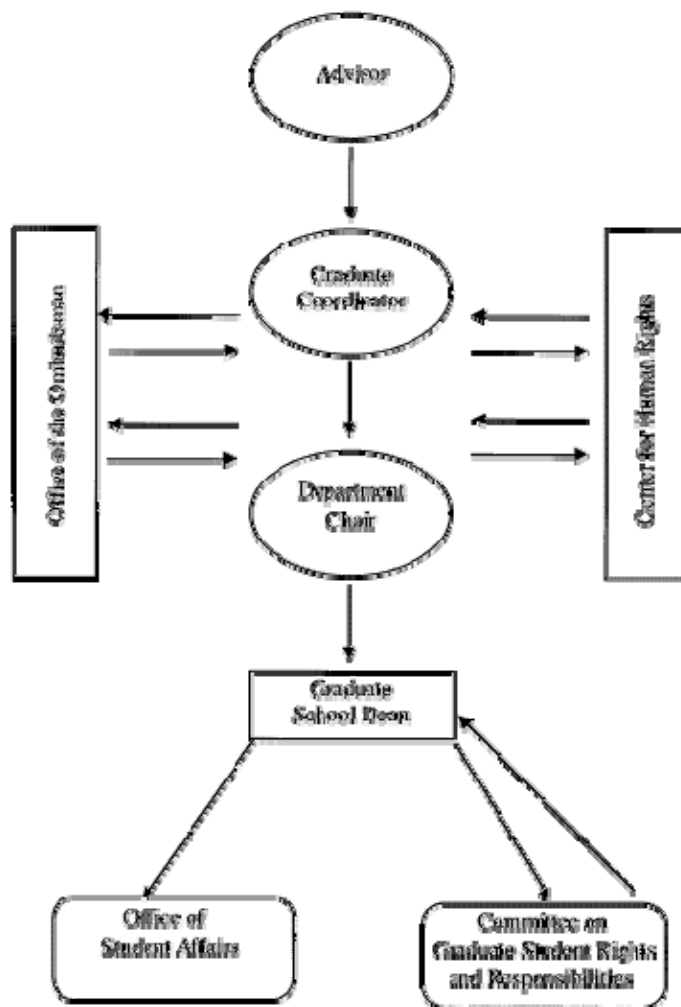 Advisor
Office of the Ombudsman
Graduate
Coordinator
Center for Human Rights
Department
Chair
Graduate
School Dean
Office of
Student Affairs
Committee on
Graduate Student Rights
and Responsibilities